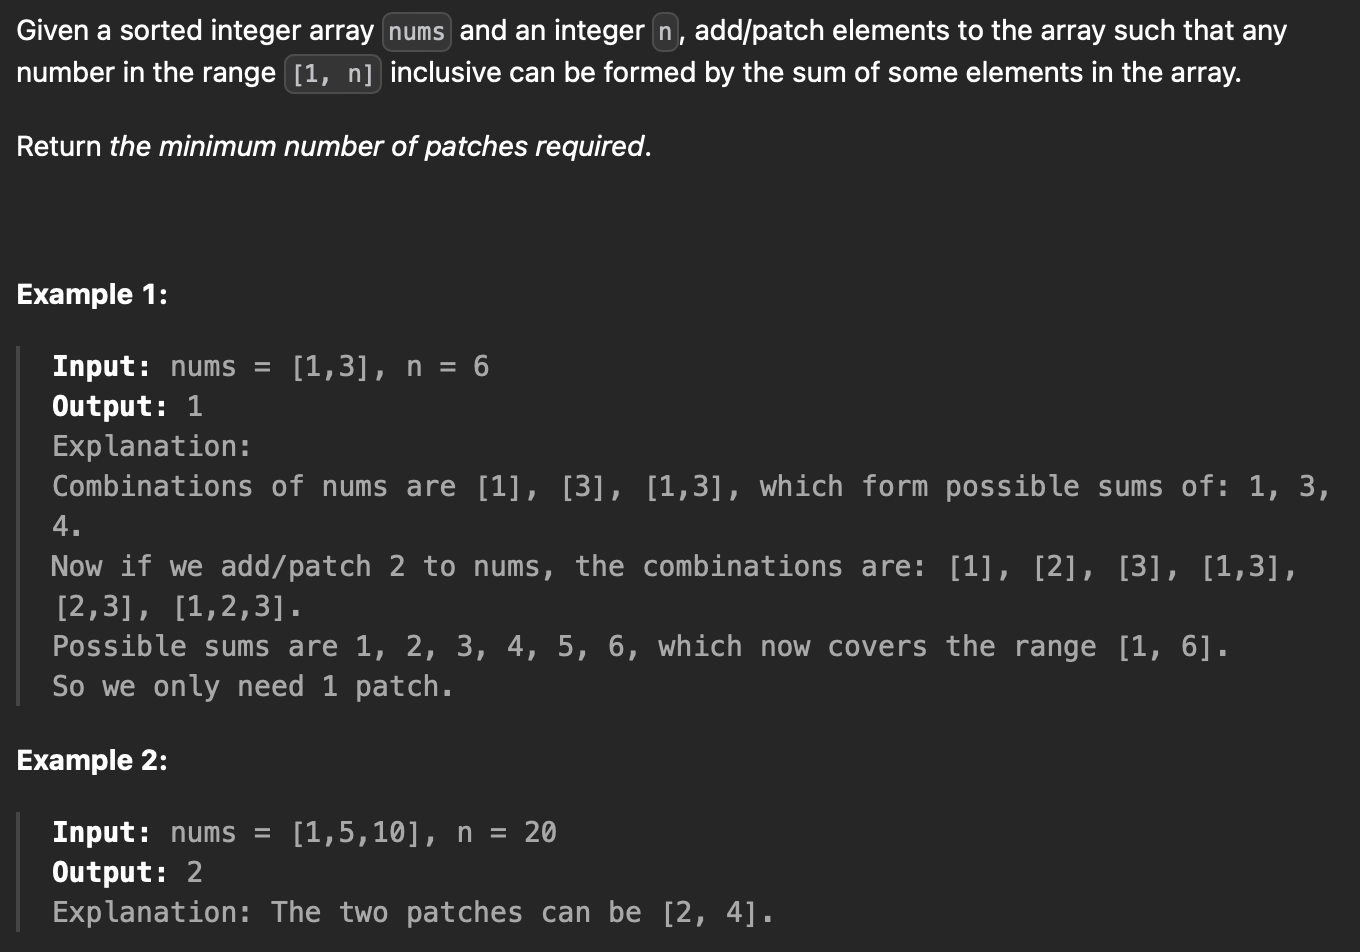 Given a sorted integer array nums and an integer n, add/patch elements to the array such that any
number in the range [1, n] inclusive can be formed by the sum of some elements in the array.
Return the minimum number of patches required.
Example 1:
Input: nums = [1,3], n = 6
Output: 1
Explanation:
Combinations of nums are [1], [3], [1,3], which form possible sums of: 1, 3,
4.
Now if we add/patch 2 to nums, the combinations are: [1], [2], [3], [1,3],
[2,3], [1,2,3].
Possible sums are 1, 2, 3, 4, 5, 6, which now covers the range [1, 6].
So we only need 1 patch.
Example 2:
Input: nums = [1,5,10], n = 20
Output: 2
Explanation: The two patches can be [2, 4].